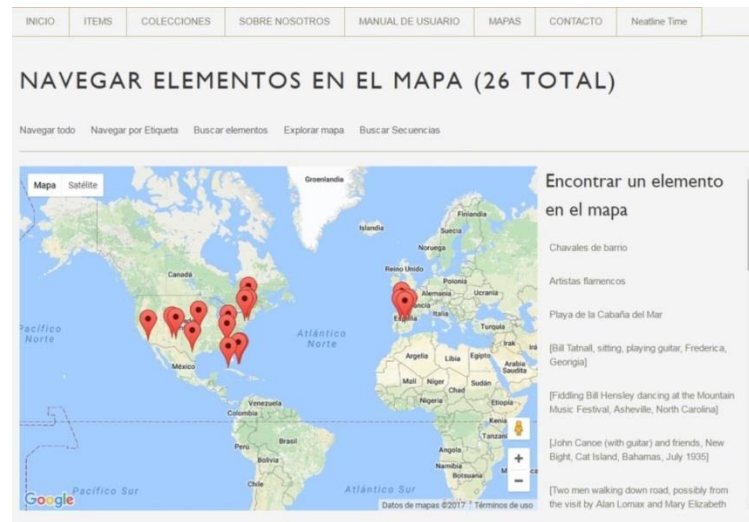 INICIO ITEMS COLECCIONES SOBRE NOSOTROS MANUAL DE USUARIO MAPAS CONTACTO Neatline Time
NAVEGAR ELEMENTOS EN EL MAPA (26 TOTAL)
Navegar todo Navegar por Etiqueta Buscar elementos Explorar mapa Buscar Secuencias
Mapa Satélite
Groenlandia
Islandia
Finlandia
Suecia
Noruega
Reino Unido
Polonia
Alemania
Ucrania
Italia
España
Turquía
Canadá
Pacífico
Norte
Atlántico
Norte
México
Irak
Argelia
Libia
Egipto
Arabia
Saudita
Malí
Níger
Chad
Sudán
Nigeria
Etiopía
Venezuela
Colombia
Kenia
Perú
Brasil
Bolivia
Angola
Namibia
Botsuana
Chile
Pacífico Sur
Atlántico Sur
Google
Datos de mapas ©2017
Términos de uso
Encontrar un elemento
en el mapa
Chavales de barrio
Artistas flamencos
Playa de la Cabaña del Mar
[Bill Tatnall, sitting, playing guitar, Frederica,
Georgia]
[Fiddling Bill Hensley dancing at the Mountain
Music Festival, Asheville, North Carolina]
[John Canoe (with guitar) and friends, New
Bight, Cat Island, Bahamas, July 1935]
[Two men walking down road, possibly from
the visit by Alan Lomax and Mary Elizabeth